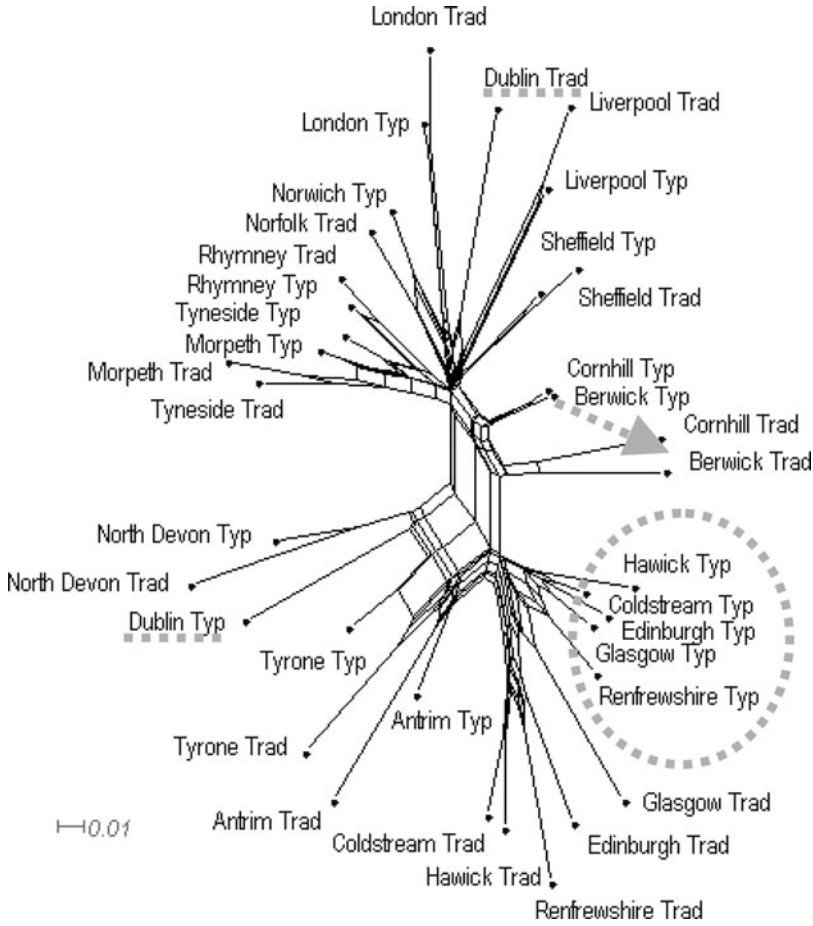 London Trad
Dublin Trad
Liverpool Trad
London Typ
Liverpool Typ
Norwich Typ
Norfolk Trad
Sheffield Typ
Rhymney Trad
Rhymney Typ
Sheffield Trad
Tyneside Typ
Morpeth Typ
Cornhill Typ
Morpeth Trad
Berwick Typ
Tyneside Trad
Cornhill Trad
Berwick Trad
North Devon Typ
Hawick Typ
North Devon Trad
Coldstream Typ
Dublin Typ
Edinburgh Typ
Tyrone Typ
Glasgow Typ
Renfrewshire Typ
Antrim Typ
Tyrone Trad
Glasgow Trad
Antrim Trad
0.01
Coldstream Trad
Edinburgh Trad
Hawick Trad
Renfrewshire Trad